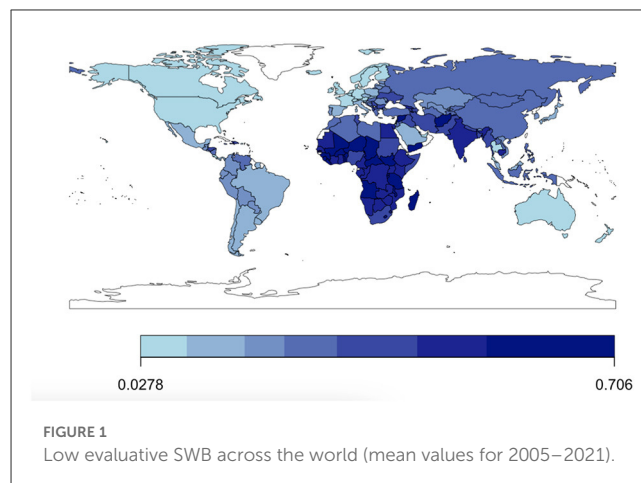 0.0278 0.706
FIGURE 1
Low evaluative SWB across the world (mean values for 2005–2021).